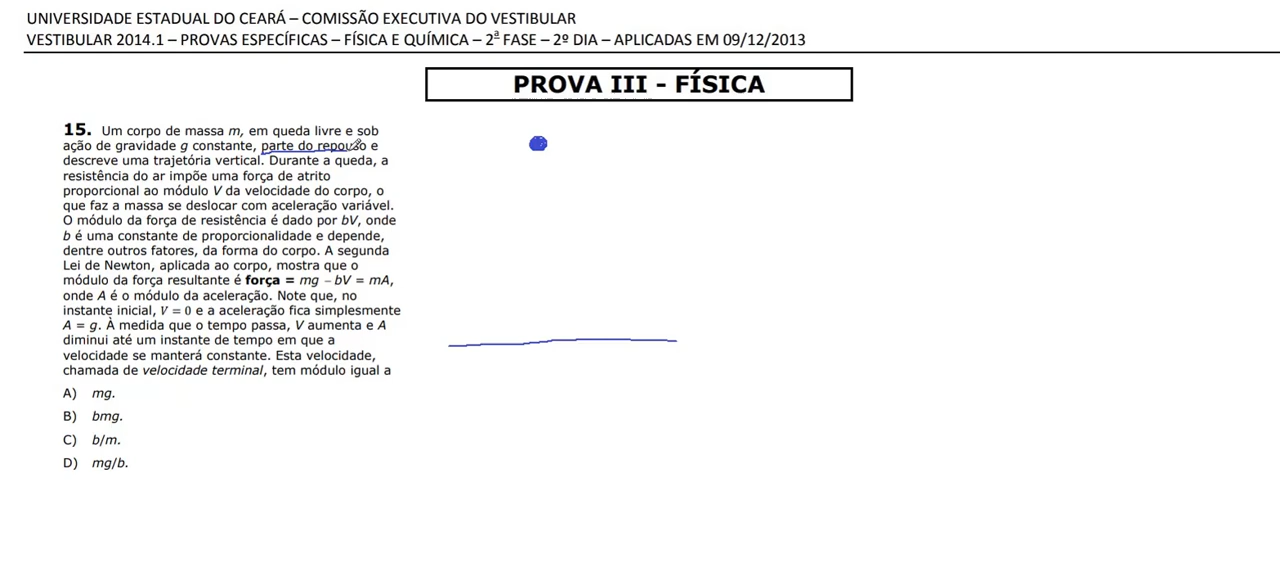 UNIVERSIDADE ESTADUAL DO CEARÁ – COMISSÃO EXECUTIVA DO VESTIBULAR
VESTIBULAR 2014.1 – PROVAS ESPECÍFICAS – FÍSICA E QUÍMICA – 2ª FASE – 2º DIA – APLICADAS EM 09/12/2013
PROVA III - FÍSICA
15. Um corpo de massa m, em queda livre e sob
ação de gravidade g constante, parte do repouso e
descreve uma trajetória vertical. Durante a queda, a
resistência do ar impõe uma força de atrito
proporcional ao módulo V da velocidade do corpo, o
que faz a massa se deslocar com aceleração variável.
O módulo da força de resistência é dado por bV, onde
b é uma constante de proporcionalidade e depende,
dentre outros fatores, da forma do corpo. A segunda
Lei de Newton, aplicada ao corpo, mostra que o
módulo da força resultante é força = mg – bV = mA,
onde A é o módulo da aceleração. Note que, no
instante inicial, V = 0 e a aceleração fica simplesmente
A = g. À medida que o tempo passa, V aumenta e A
diminui até um instante de tempo em que a
velocidade se manterá constante. Esta velocidade,
chamada de velocidade terminal, tem módulo igual a
A) mg.
B) bmg.
C) b/m.
D) mg/b.